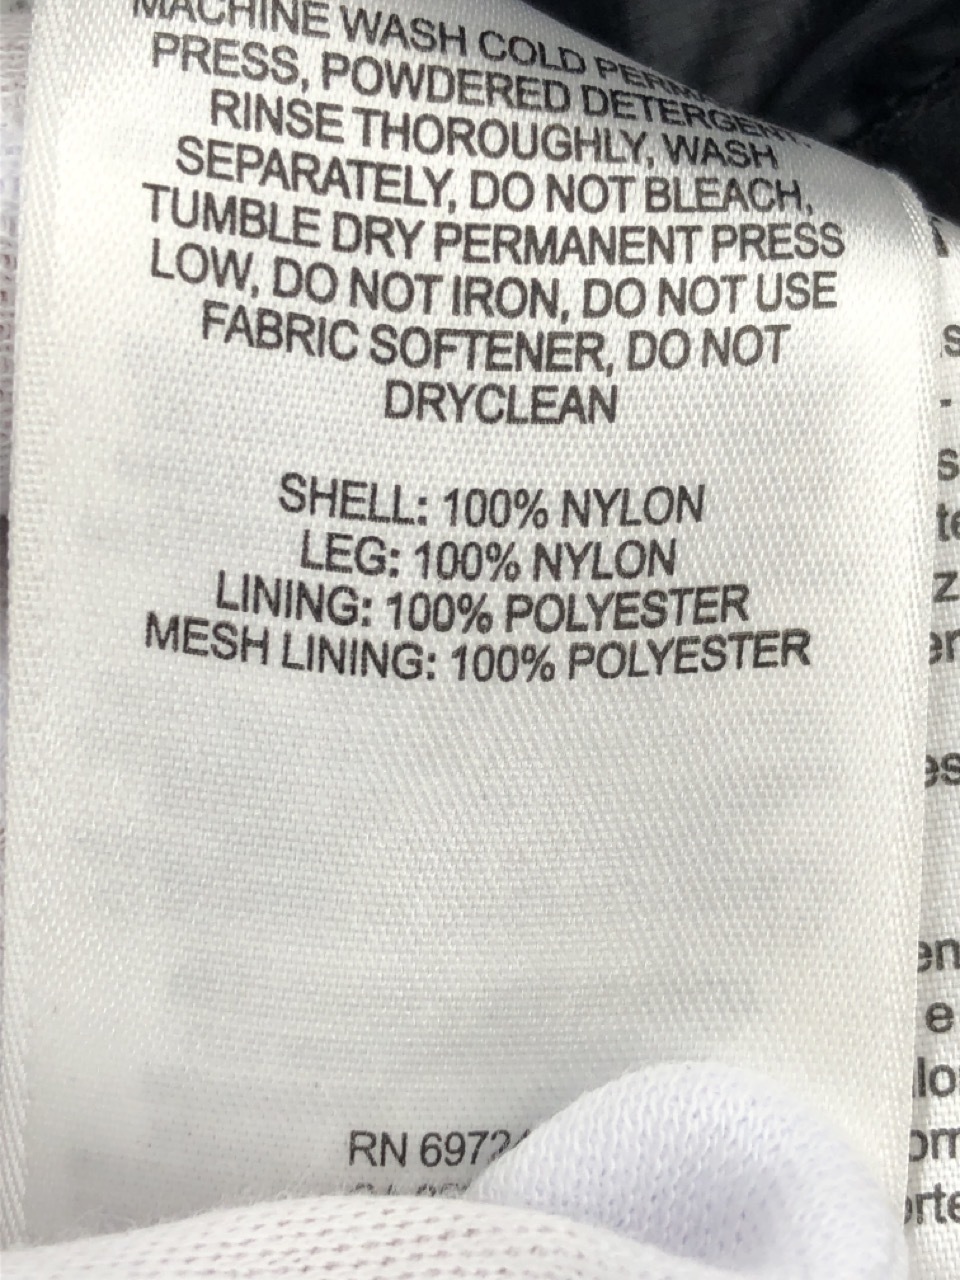 MACHINE WASH COLD
PRESS, POWDERED DETERGENT,
RINSE THOROUGHLY, WASH
SEPARATELY, DO NOT BLEACH,
TUMBLE DRY PERMANENT PRESS
LOW, DO NOT IRON, DO NOT USE
FABRIC SOFTENER, DO NOT
DRYCLEAN
SHELL: 100% NYLON
LEG: 100% NYLON
LINING: 100% POLYESTER
MESH LINING: 100% POLYESTER
RN